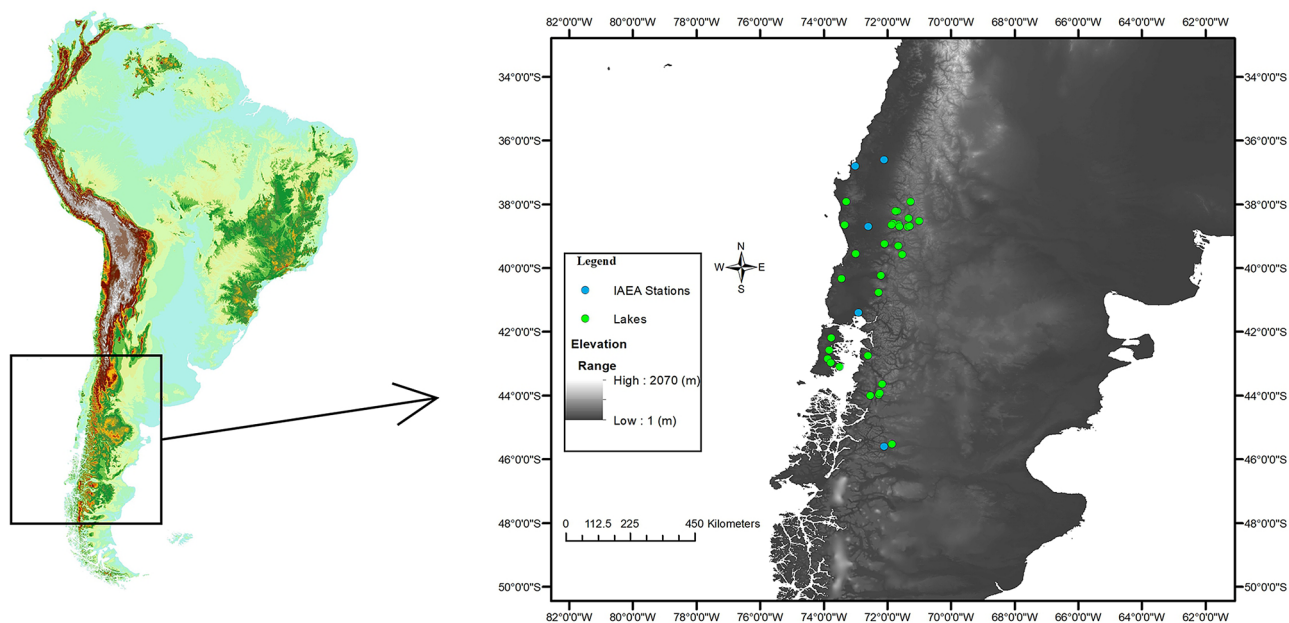 82°0'0"W 80°0'0"W 78°0'0"W 76°0'0"W 74°0'0"W 72°0'0"W 70°0'0"W 68°0'0"W 66°0'0"W 64°0'0"W 62°0'0"W
34°0'0"S 34°0'0"S
36°0'0"S 36°0'0"S
38°0'0"S 38°0'0"S
40°0'0"S 40°0'0"S
42°0'0"S 42°0'0"S
44°0'0"S 44°0'0"S
46°0'0"S 46°0'0"S
48°0'0"S 48°0'0"S
50°0'0"S 50°0'0"S
N
W E
S
Legend
IAEA Stations
Lakes
Elevation
Range
High : 2070 (m)
Low : 1 (m)
0 112.5 225 450 Kilometers
82°0'0"W 80°0'0"W 78°0'0"W 76°0'0"W 74°0'0"W 72°0'0"W 70°0'0"W 68°0'0"W 66°0'0"W 64°0'0"W 62°0'0"W